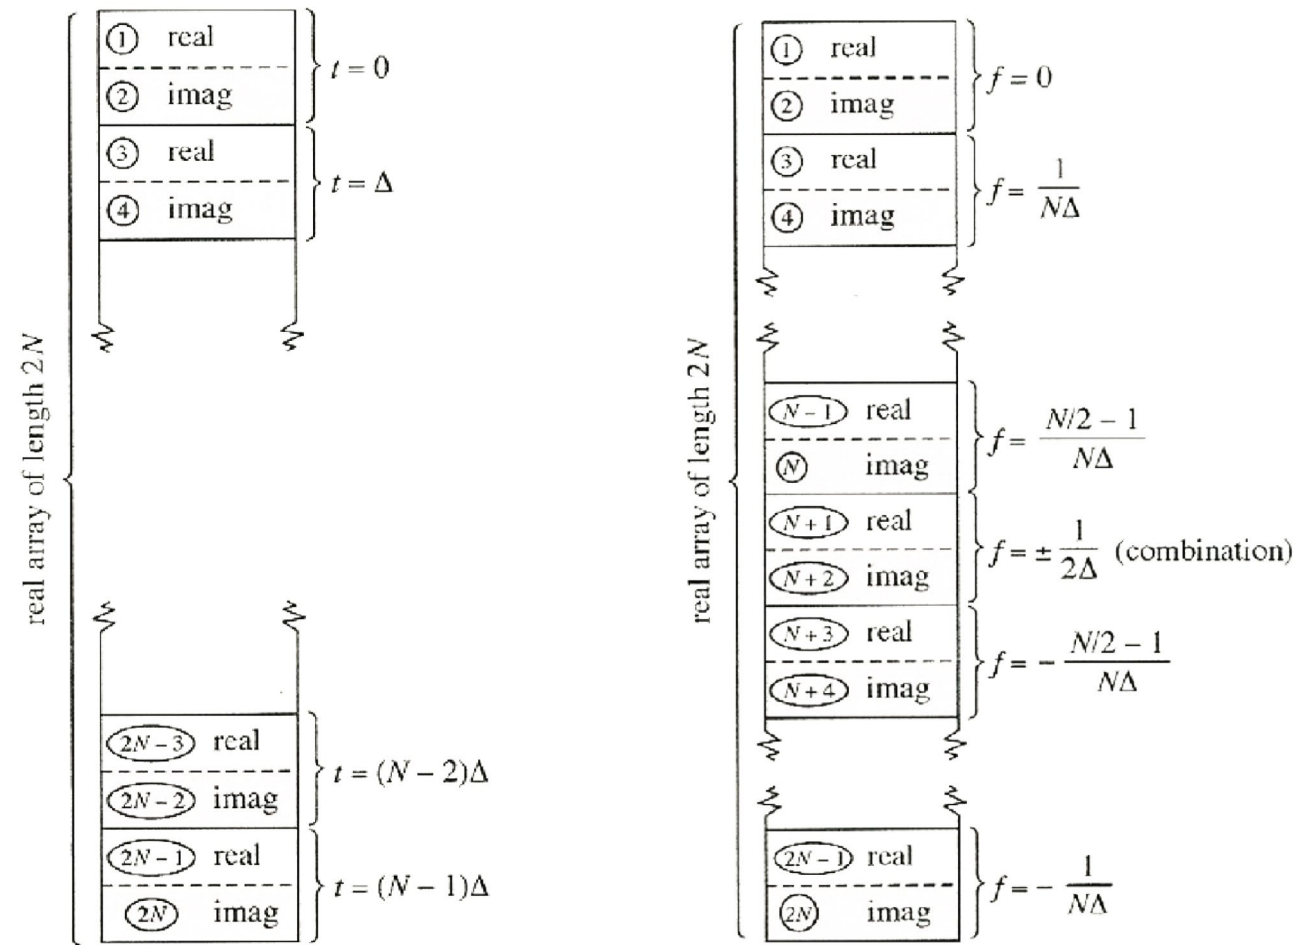 real array of length 2N
① real
② imag
t = 0
③ real
④ imag
t = Δ
2N − 3 real
2N − 2 imag
t = (N − 2)Δ
2N − 1 real
2N imag
t = (N − 1)Δ
real array of length 2N
① real
② imag
f = 0
③ real
④ imag
f = 1/NΔ
N − 1 real
N imag
f = N/2 − 1/NΔ
N + 1 real
N + 2 imag
f = ± 1/2Δ (combination)
N + 3 real
N + 4 imag
f = − N/2 − 1/NΔ
2N − 1 real
2N imag
f = − 1/NΔ